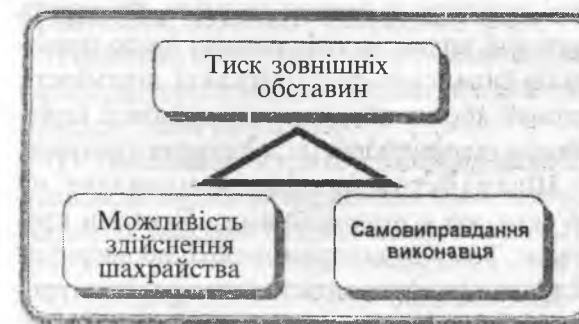 Тиск зовнішніх
обставин
Можливість
здійснення
шахрайства
Самовиправдання
виконавця